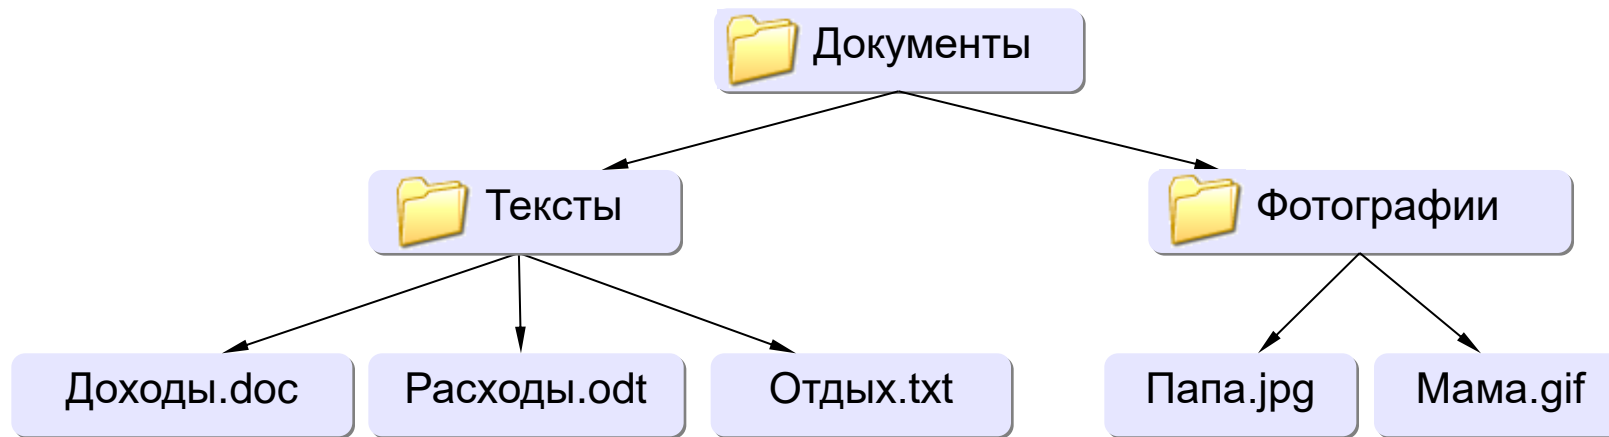 Документы
Тексты
Фотографии
Доходы.doc
Расходы.odt
Отдых.txt
Папа.jpg
Мама.gif